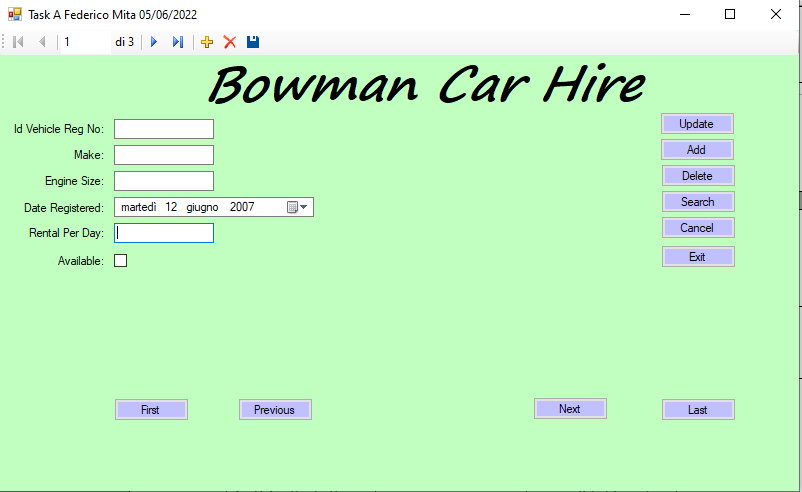 Task A Federico Mita 05/06/2022
1 di 3
Bowman Car Hire
Id Vehicle Reg No:
Make:
Engine Size:
Date Registered: martedì 12 giugno 2007
Rental Per Day:
Available:
Update
Add
Delete
Search
Cancel
Exit
First Previous Next Last